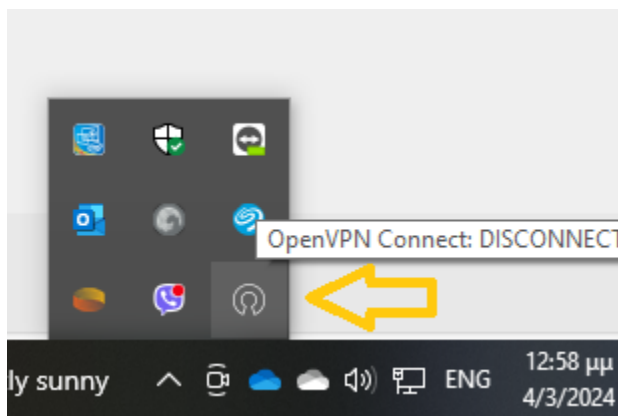 OpenVPN Connect: DISCONNECT
ly sunny
ENG
12:58 μμ
4/3/2024